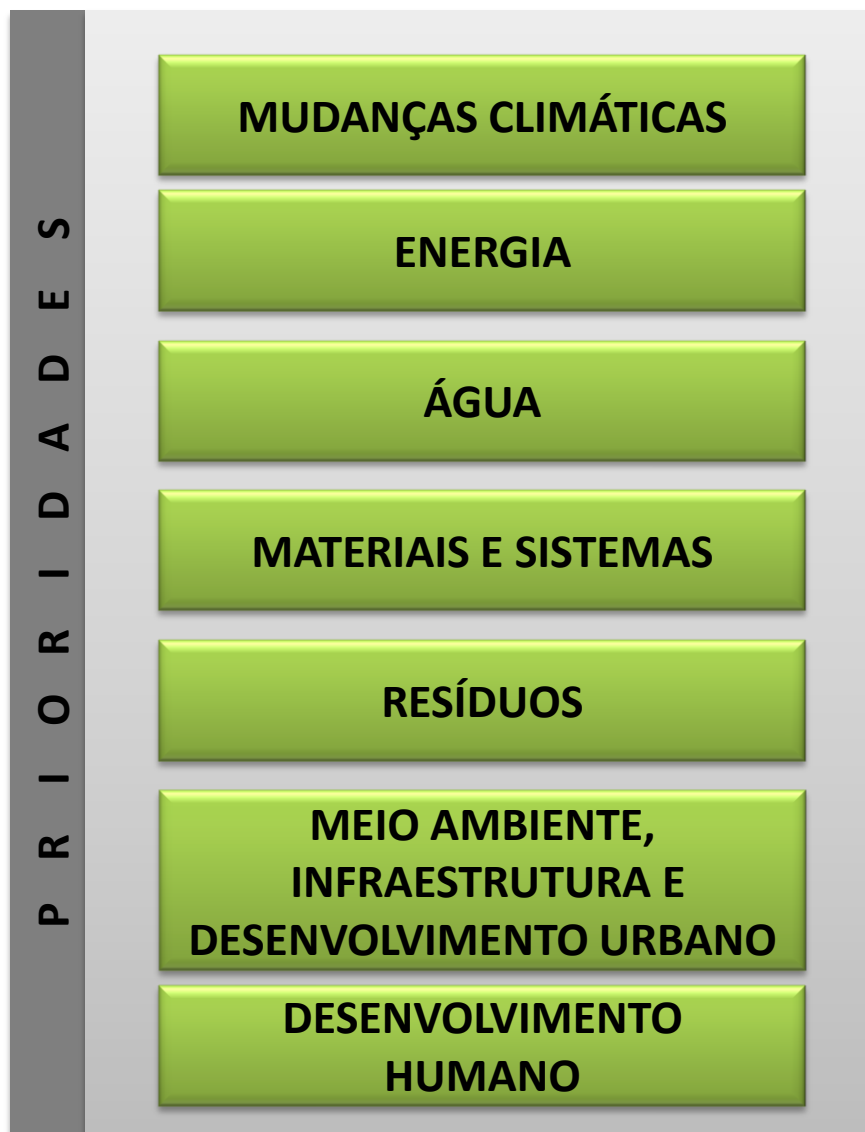 PRIORIDADES
MUDANÇAS CLIMÁTICAS
ENERGIA
ÁGUA
MATERIAIS E SISTEMAS
RESÍDUOS
MEIO AMBIENTE,
INFRAESTRUTURA E
DESENVOLVIMENTO URBANO
DESENVOLVIMENTO
HUMANO